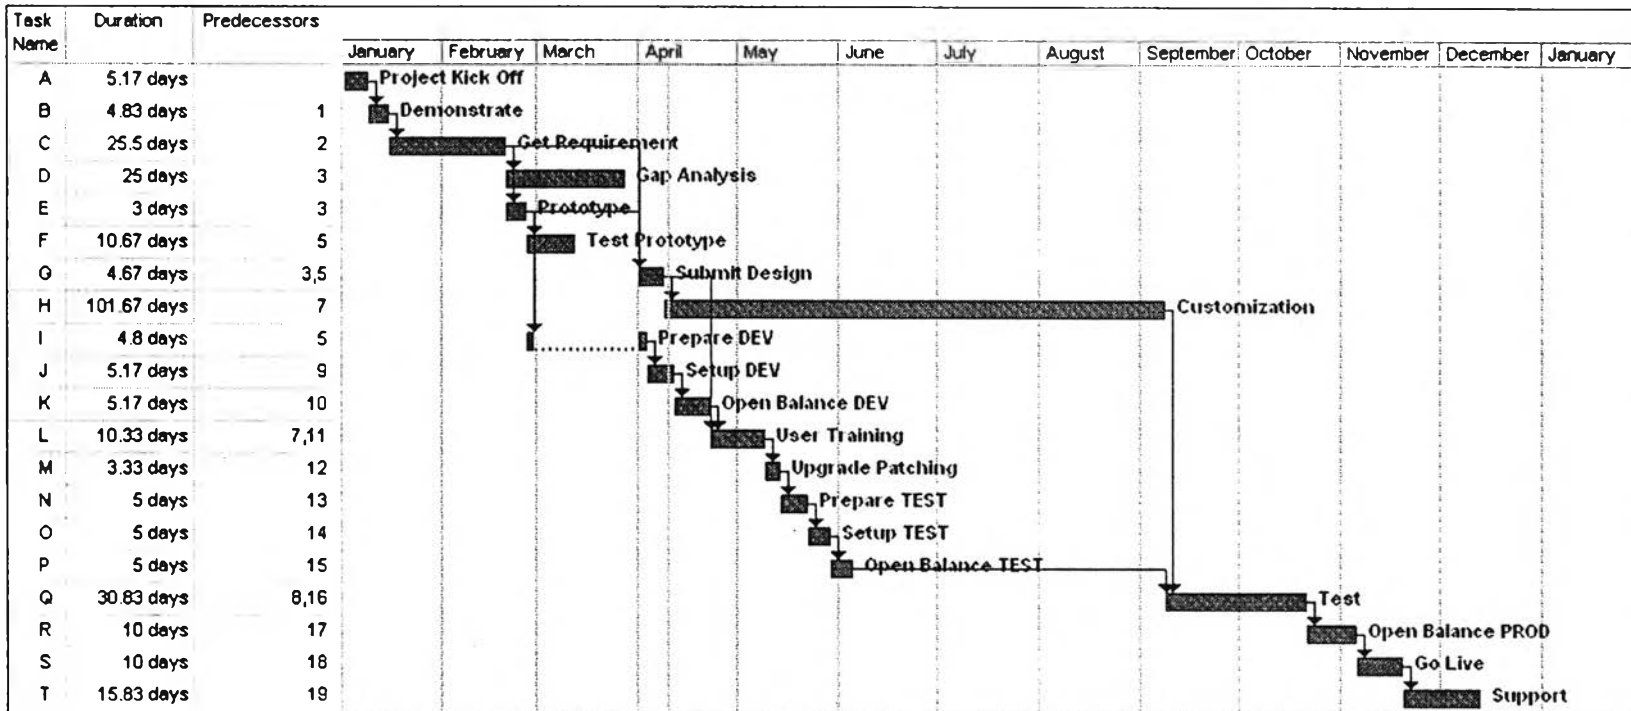 Task Name Duration Predecessors
January February March April May June July August September October November December January
A 5.17 days Project Kick Off
B 4.83 days 1 Demonstrate
C 25.5 days 2 Get Requirement
D 25 days 3 Gap Analysis
E 3 days 3 Prototype
F 10.67 days 5 Test Prototype
G 4.67 days 3,5 Submit Design
H 101.67 days 7 Customization
I 4.8 days 5 Prepare DEV
J 5.17 days 9 Setup DEV
K 5.17 days 10 Open Balance DEV
L 10.33 days 7,11 User Training
M 3.33 days 12 Upgrade Patching
N 5 days 13 Prepare TEST
O 5 days 14 Setup TEST
P 5 days 15 Open Balance TEST
Q 30.83 days 8,16 Test
R 10 days 17 Open Balance PROD
S 10 days 18 Go Live
T 15.83 days 19 Support